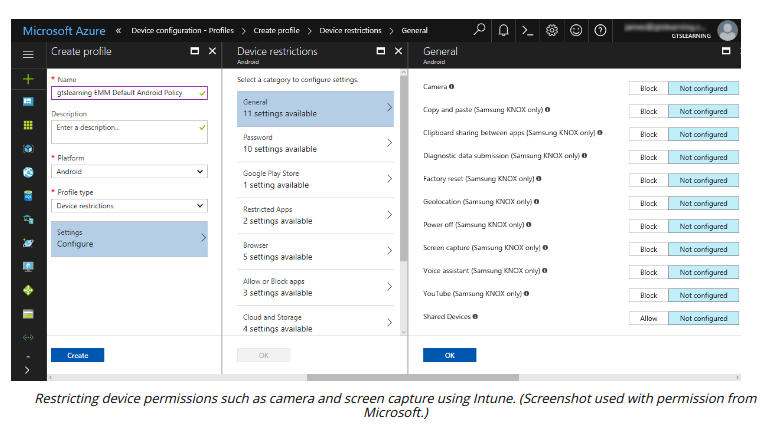 Microsoft Azure « Device configuration - Profiles > Create profile > Device restrictions > General
GTSLEARNING
Create profile
* Name
gtslearning EMM Default Android Policy
Description
Enter a description...
* Platform
Android
* Profile type
Device restrictions
Settings
Configure
Create
Device restrictions
Android
Select a category to configure settings.
General
11 settings available
Password
10 settings available
Google Play Store
1 setting available
Restricted Apps
2 settings available
Browser
5 settings available
Allow or Block apps
3 settings available
Cloud and Storage
4 settings available
OK
General
Android
Camera Block Not configured
Copy and paste (Samsung KNOX only) Block Not configured
Clipboard sharing between apps (Samsung KNOX only) Block Not configured
Diagnostic data submission (Samsung KNOX only) Block Not configured
Factory reset (Samsung KNOX only) Block Not configured
Geolocation (Samsung KNOX only) Block Not configured
Power off (Samsung KNOX only) Block Not configured
Screen capture (Samsung KNOX only) Block Not configured
Voice assistant (Samsung KNOX only) Block Not configured
YouTube (Samsung KNOX only) Block Not configured
Shared Devices Allow Not configured
OK
Restricting device permissions such as camera and screen capture using Intune. (Screenshot used with permission from
Microsoft.)